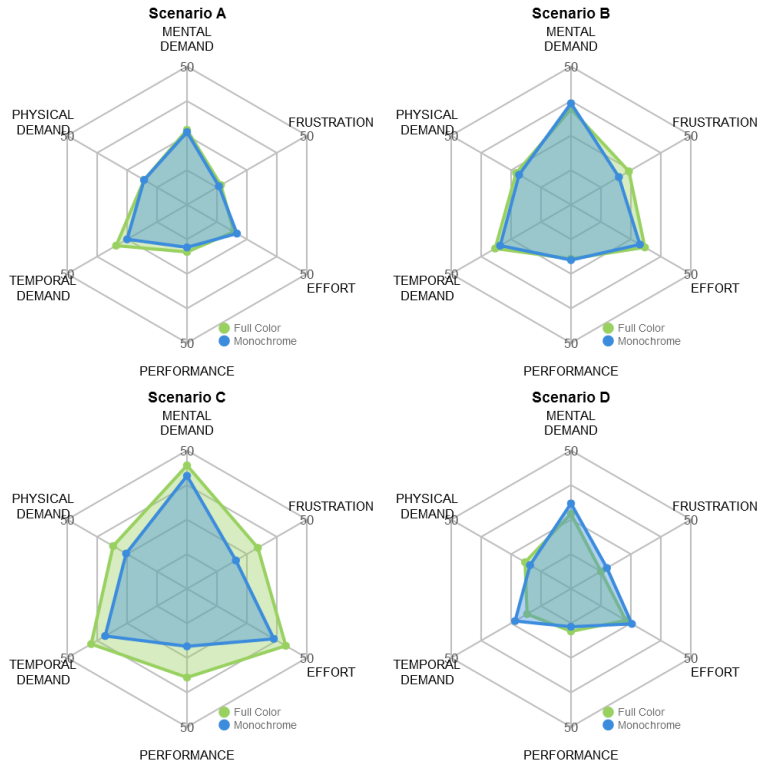 Scenario A
MENTAL
DEMAND
50
PHYSICAL
DEMAND
50
FRUSTRATION
50
TEMPORAL
DEMAND
50
EFFORT
50
50
PERFORMANCE
Full Color
Monochrome
Scenario B
MENTAL
DEMAND
50
PHYSICAL
DEMAND
50
FRUSTRATION
50
TEMPORAL
DEMAND
50
EFFORT
50
50
PERFORMANCE
Full Color
Monochrome
Scenario C
MENTAL
DEMAND
50
PHYSICAL
DEMAND
50
FRUSTRATION
50
TEMPORAL
DEMAND
50
EFFORT
50
50
PERFORMANCE
Full Color
Monochrome
Scenario D
MENTAL
DEMAND
50
PHYSICAL
DEMAND
50
FRUSTRATION
50
TEMPORAL
DEMAND
50
EFFORT
50
50
PERFORMANCE
Full Color
Monochrome